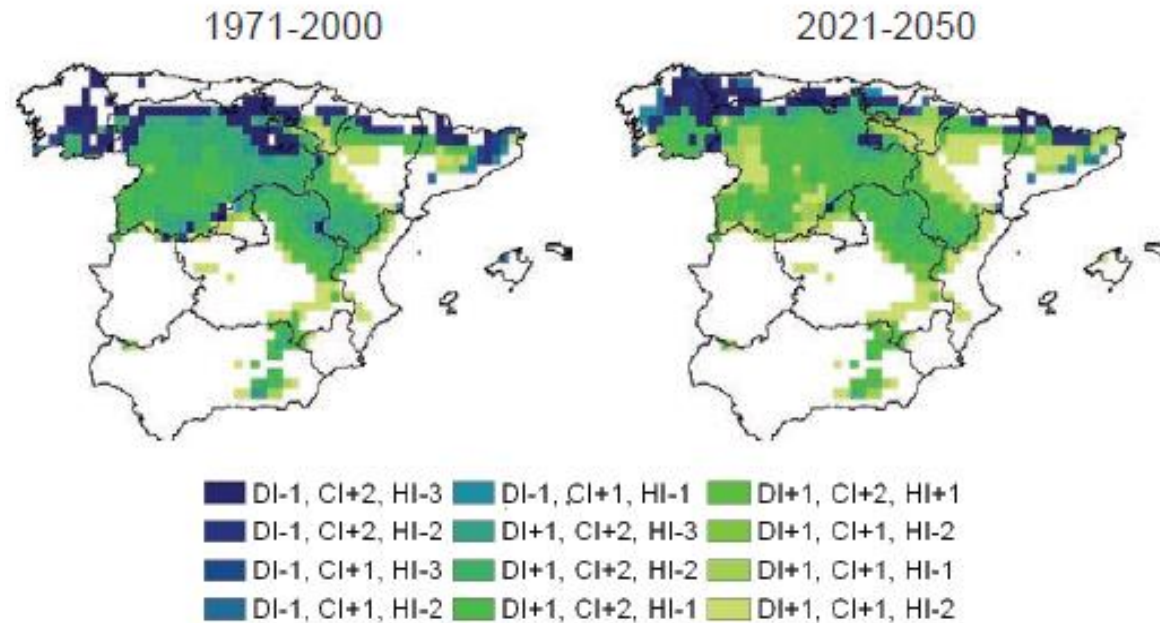 1971-2000 2021-2050
DI-1, CI+2, HI-3 DI-1, CI+1, HI-1 DI+1, CI+2, HI+1
DI-1, CI+2, HI-2 DI+1, CI+2, HI-3 DI+1, CI+1, HI-2
DI-1, CI+1, HI-3 DI+1, CI+2, HI-2 DI+1, CI+1, HI-1
DI-1, CI+1, HI-2 DI+1, CI+2, HI-1 DI+1, CI+1, HI-2